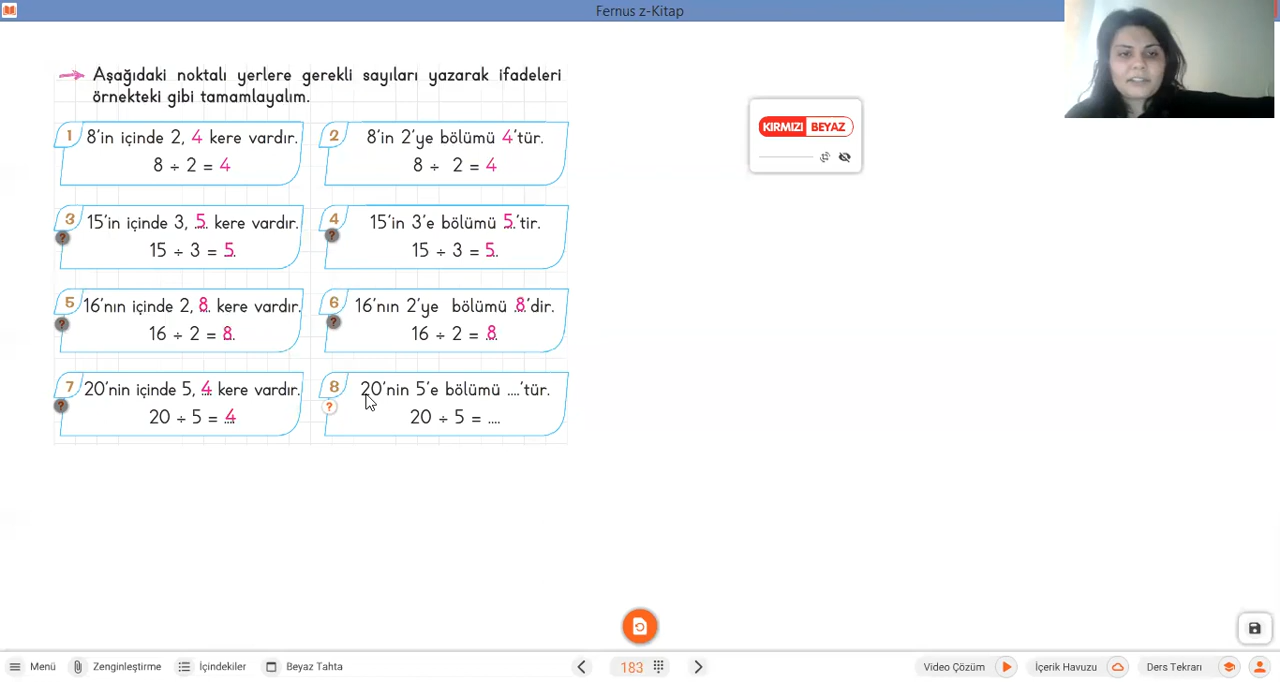 Fernus z-Kitap
Aşağıdaki noktalı yerlere gerekli sayıları yazarak ifadeleri
örnekteki gibi tamamlayalım.
1
8'in içinde 2, 4 kere vardır.
8 ÷ 2 = 4
2
8'in 2'ye bölümü 4'tür.
8 ÷ 2 = 4
3
15'in içinde 3, 5 kere vardır.
15 ÷ 3 = 5
?
4
15'in 3'e bölümü 5'tir.
15 ÷ 3 = 5
?
5
16'nın içinde 2, 8 kere vardır.
16 ÷ 2 = 8
?
6
16'nın 2'ye bölümü 8'dir.
16 ÷ 2 = 8
?
7
20'nin içinde 5, 4 kere vardır.
20 ÷ 5 = 4
?
8
20'nin 5'e bölümü ....'tür.
20 ÷ 5 = ....
?
KIRMIZI BEYAZ
Menü Zenginleştirme İçindekiler Beyaz Tahta 183 Video Çözüm İçerik Havuzu Ders Tekrarı